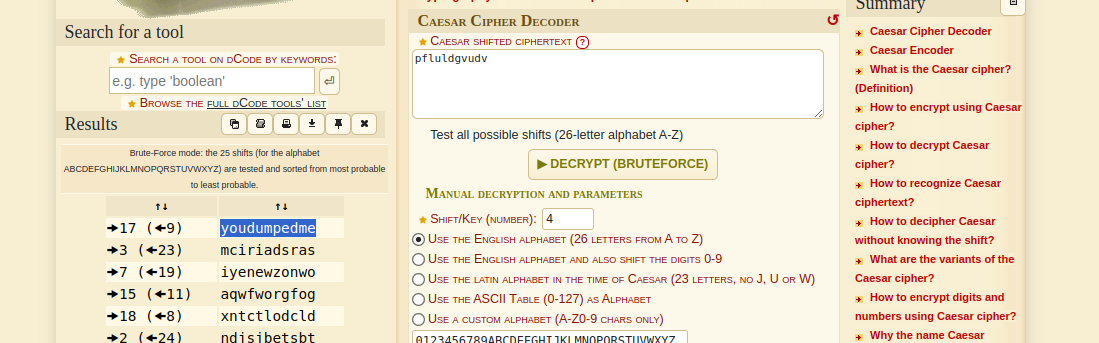 Search for a tool
★ Search a tool on dCode by keywords:
e.g. type 'boolean'
★ Browse the full dCode tools' list
Results
Brute-Force mode: the 25 shifts (for the alphabet
ABCDEFGHIJKLMNOPQRSTUVWXYZ) are tested and sorted from most probable
to least probable.
↑↓ ↑↓
➜17 (🡸9) youdumpedme
➜3 (🡸23) mciriadsras
➜7 (🡸19) iyenewzonwo
➜15 (🡸11) aqwfworgfog
➜18 (🡸8) xntctlodcld
➜2 (🡸24) ndjsjbetsbt
Caesar Cipher Decoder
★ Caesar shifted ciphertext ?
pfluldgvudv
Test all possible shifts (26-letter alphabet A-Z)
▶ DECRYPT (BRUTEFORCE)
Manual decryption and parameters
★ Shift/Key (number): 4
Use the English alphabet (26 letters from A to Z)
Use the English alphabet and also shift the digits 0-9
Use the latin alphabet in the time of Caesar (23 letters, no J, U or W)
Use the ASCII Table (0-127) as Alphabet
Use a custom alphabet (A-Z0-9 chars only)
0123456789ABCDEFGHIJKLMNOPQRSTUVWXYZ
Summary
Caesar Cipher Decoder
Caesar Encoder
What is the Caesar cipher?
(Definition)
How to encrypt using Caesar
cipher?
How to decrypt Caesar
cipher?
How to recognize Caesar
ciphertext?
How to decipher Caesar
without knowing the shift?
What are the variants of the
Caesar cipher?
How to encrypt digits and
numbers using Caesar cipher?
Why the name Caesar